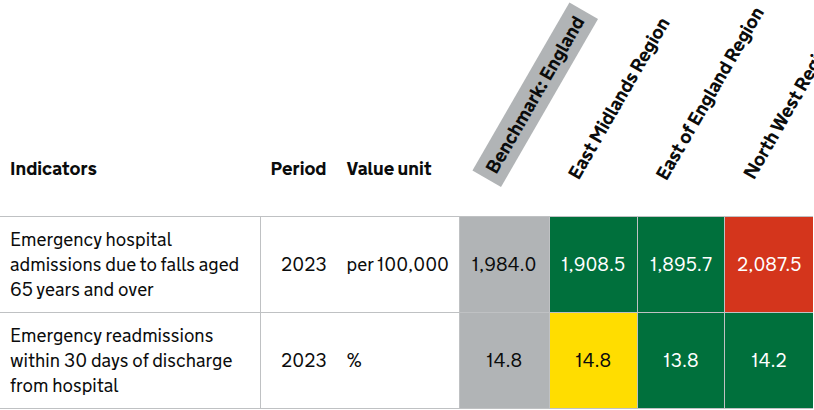 Benchmark: England
East Midlands Region
East of England Region
North West
Indicators Period Value unit
Emergency hospital
admissions due to falls aged
65 years and over
2023 per 100,000 1,984.0 1,908.5 1,895.7 2,087.5
Emergency readmissions
within 30 days of discharge
from hospital
2023 % 14.8 14.8 13.8 14.2